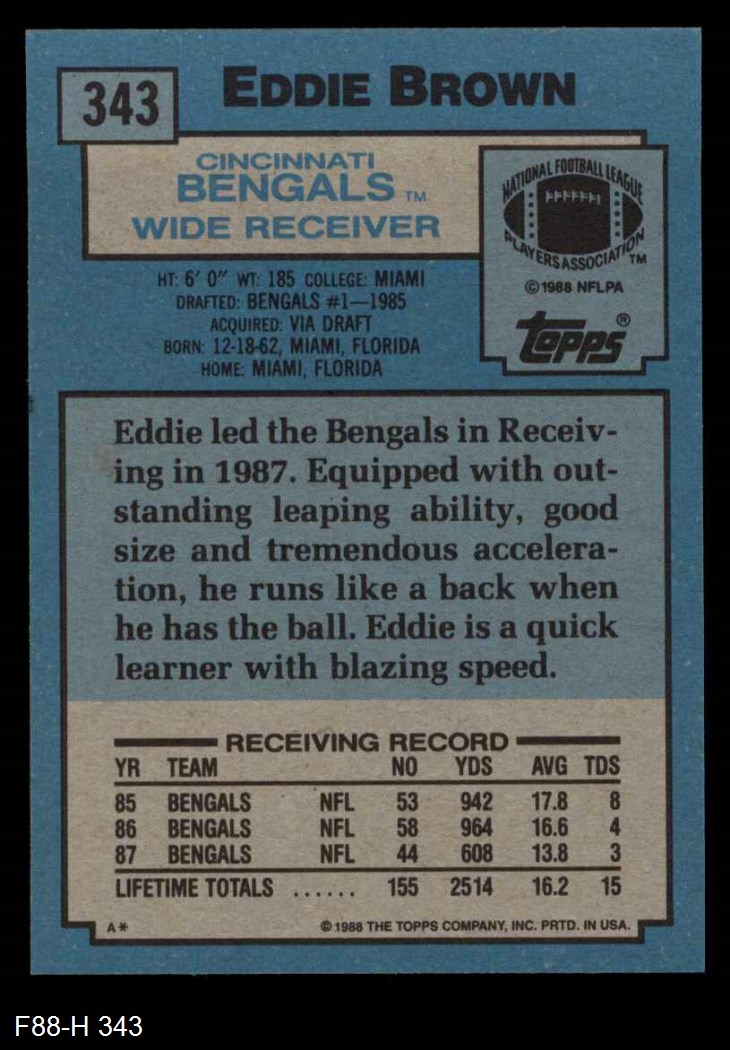 343
EDDIE BROWN
CINCINNATI
BENGALS TM
WIDE RECEIVER
NATIONAL FOOTBALL LEAGUE
PLAYERS ASSOCIATION TM
© 1988 NFLPA
topps®
HT: 6' 0" WT: 185 COLLEGE: MIAMI
DRAFTED: BENGALS #1—1985
ACQUIRED: VIA DRAFT
BORN: 12-18-62, MIAMI, FLORIDA
HOME: MIAMI, FLORIDA
Eddie led the Bengals in Receiv-
ing in 1987. Equipped with out-
standing leaping ability, good
size and tremendous accelera-
tion, he runs like a back when
he has the ball. Eddie is a quick
learner with blazing speed.
RECEIVING RECORD
YR TEAM NO YDS AVG TDS
85 BENGALS NFL 53 942 17.8 8
86 BENGALS NFL 58 964 16.6 4
87 BENGALS NFL 44 608 13.8 3
LIFETIME TOTALS ...... 155 2514 16.2 15
A* © 1988 THE TOPPS COMPANY, INC. PRTD. IN USA.
F88-H 343